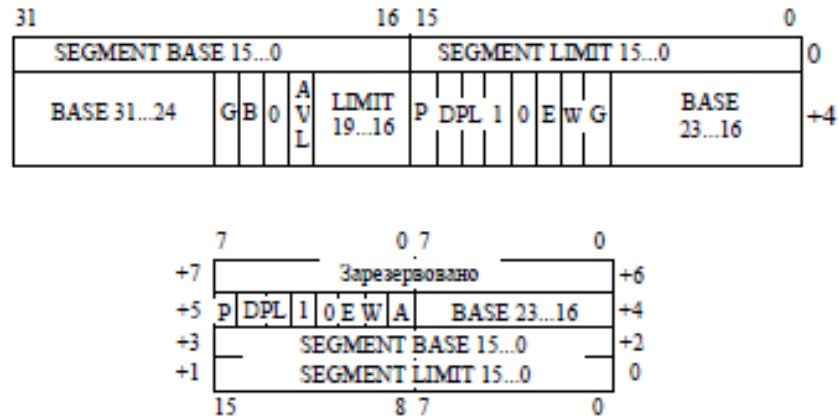 31 16 15 0
SEGMENT BASE 15...0 SEGMENT LIMIT 15...0 0
BASE 31...24 G B 0 AVL LIMIT 19...16 P DPL 1 0 E W G BASE 23...16 +4
7 0 7 0
+7 Зарезервовано +6
+5 P DPL 1 0 E W A BASE 23...16 +4
+3 SEGMENT BASE 15...0 +2
+1 SEGMENT LIMIT 15...0 0
15 8 7 0